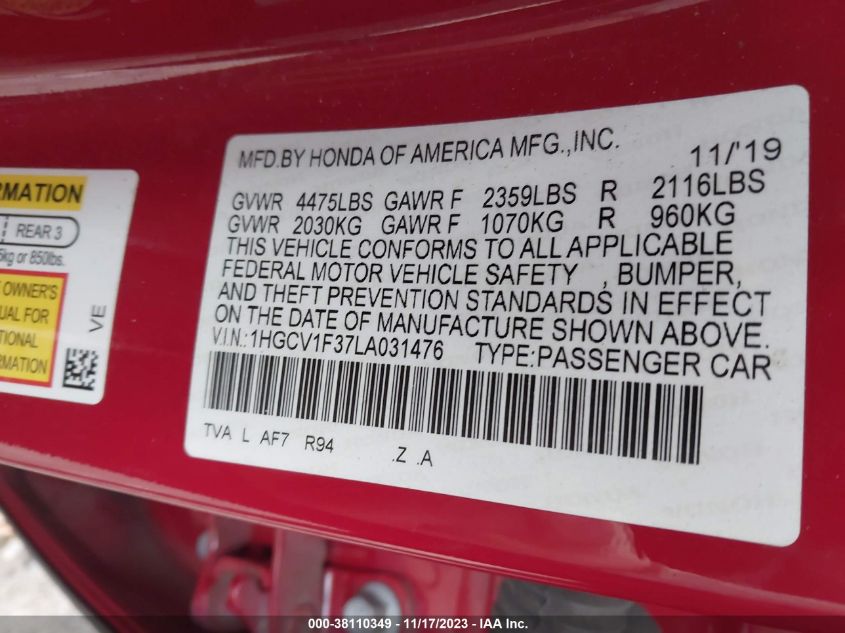 MFD.BY HONDA OF AMERICA MFG.,INC. 11/'19
GVWR 4475LBS GAWR F 2359LBS R 2116LBS
GVWR 2030KG GAWR F 1070KG R 960KG
THIS VEHICLE CONFORMS TO ALL APPLICABLE
FEDERAL MOTOR VEHICLE SAFETY , BUMPER,
AND THEFT PREVENTION STANDARDS IN EFFECT
ON THE DATE OF MANUFACTURE SHOWN ABOVE.
V.I.N.:1HGCV1F37LA031476 TYPE:PASSENGER CAR
TVA L AF7 R94 .Z .A
REAR 3
kg or 850lbs.
OWNER'S
FOR
VE
000-38110349 - 11/17/2023 - IAA Inc.